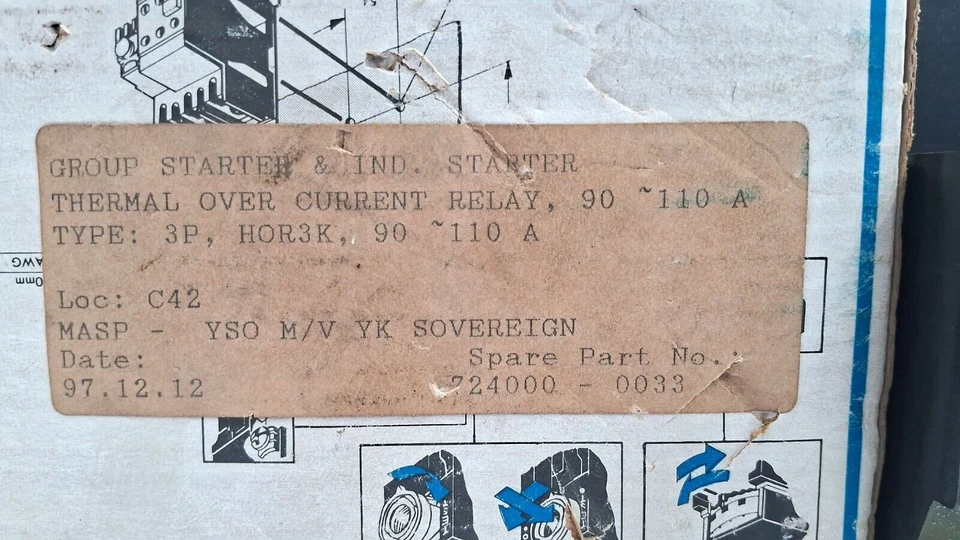 GROUP STARTER & IND. STARTER
THERMAL OVER CURRENT RELAY, 90 ~110 A
TYPE: 3P, HOR3K, 90 ~110 A
AWG
Loc: C42
MASP - YSO M/V YK SOVEREIGN
Date: Spare Part No.:
97.12.12 724000 - 0033